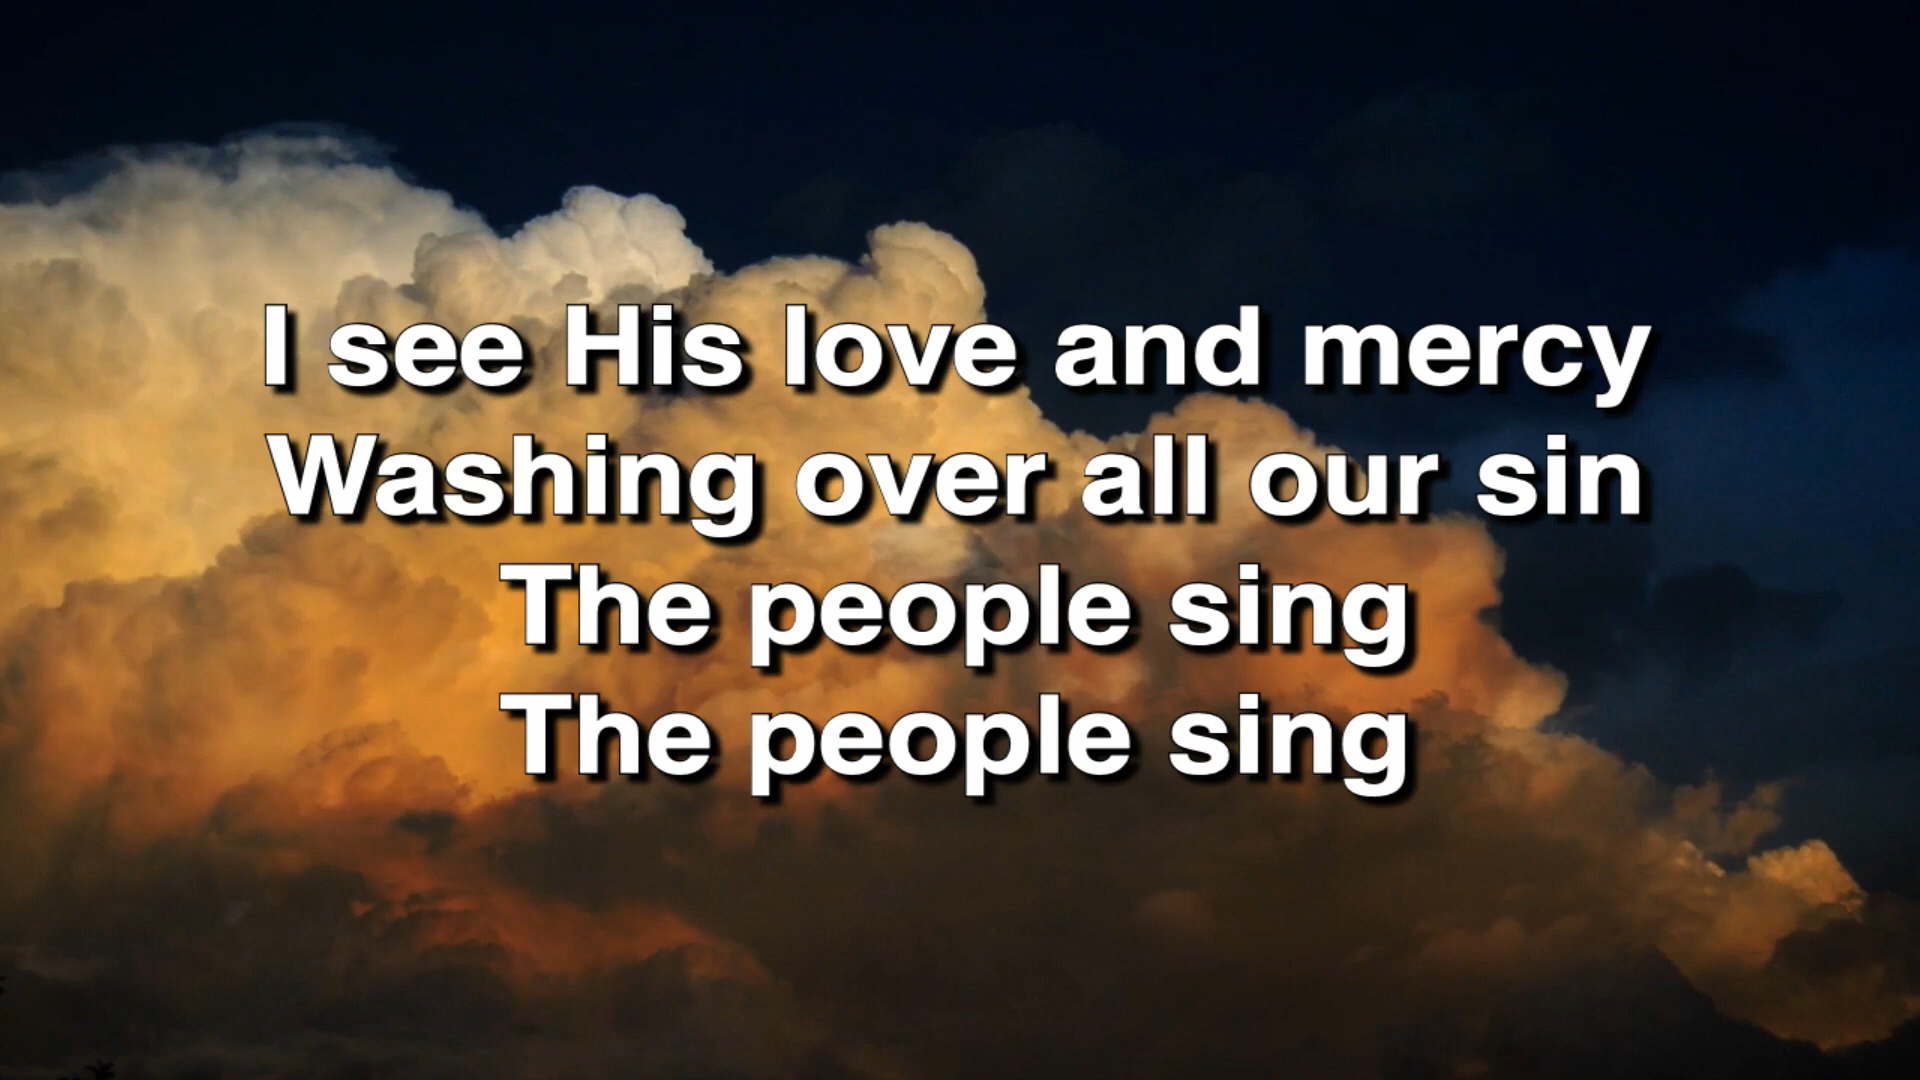 I see His love and mercy
Washing over all our sin
The people sing
The people sing